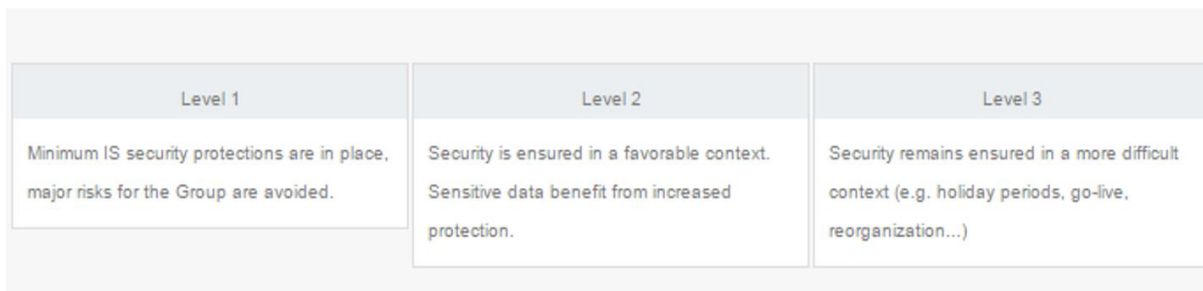 Level 1
Minimum IS security protections are in place,
major risks for the Group are avoided.
Level 2
Security is ensured in a favorable context.
Sensitive data benefit from increased
protection.
Level 3
Security remains ensured in a more difficult
context (e.g. holiday periods, go-live,
reorganization...)